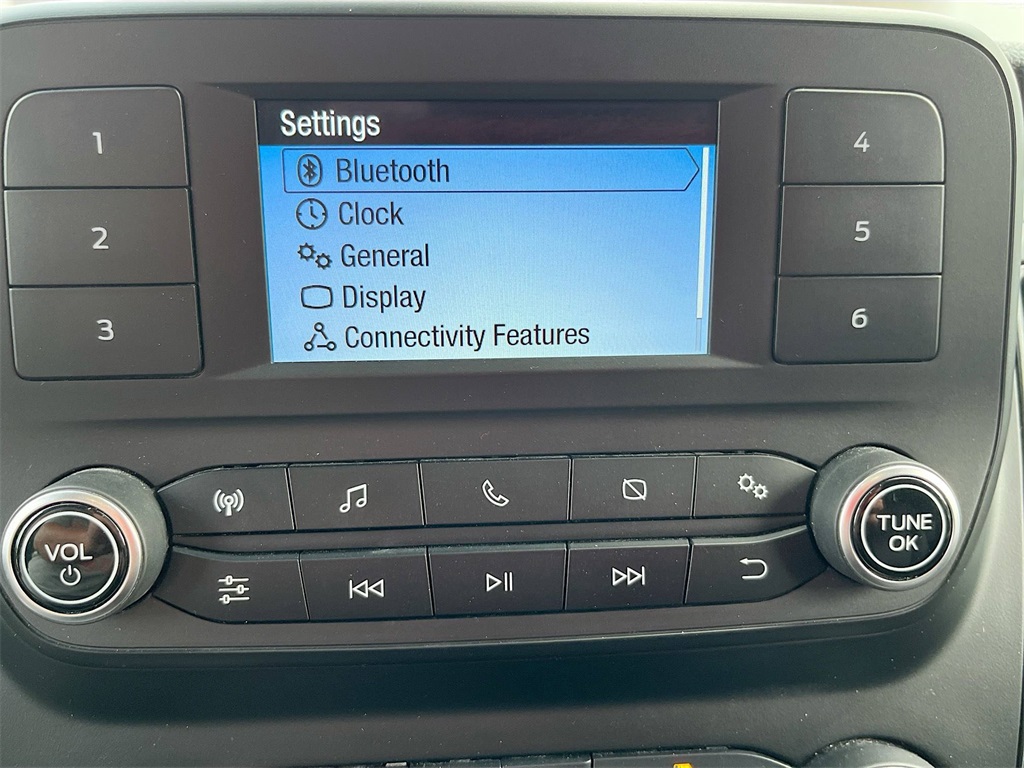 Settings
Bluetooth
Clock
General
Display
Connectivity Features
1
2
3
4
5
6
VOL
TUNE
OK